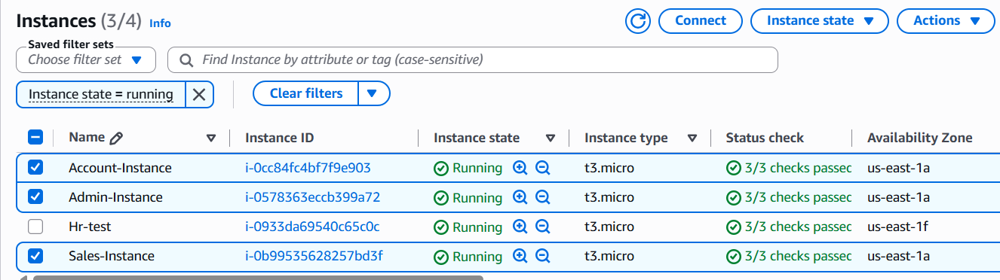 Instances (3/4) Info Connect Instance state Actions
Saved filter sets
Choose filter set Find Instance by attribute or tag (case-sensitive)
Instance state = running Clear filters
Name Instance ID Instance state Instance type Status check Availability Zone
Account-Instance i-0cc84fc4bf7f9e903 Running t3.micro 3/3 checks passed us-east-1a
Admin-Instance i-0578363eccb399a72 Running t3.micro 3/3 checks passed us-east-1a
Hr-test i-0933da69540c65c0c Running t3.micro 3/3 checks passed us-east-1f
Sales-Instance i-0b99535628257bd3f Running t3.micro 3/3 checks passed us-east-1a